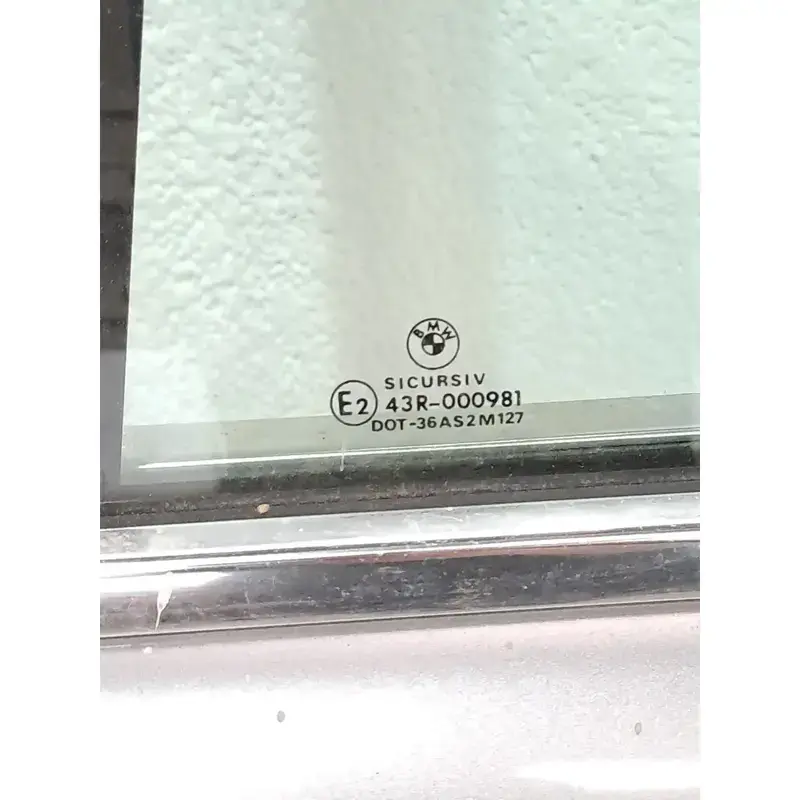 BMW
SICURSIV
E2 43R-000981
DOT-36AS2M127